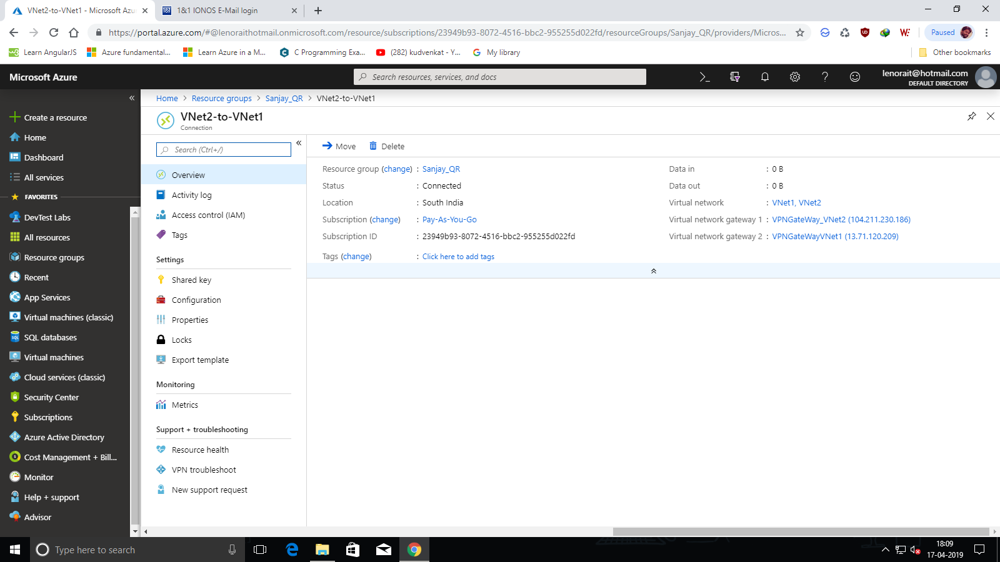 VNet2-to-VNet1 - Microsoft Azu
1&1 IONOS E-Mail login
https://portal.azure.com/#@lenoraithotmail.onmicrosoft.com/resource/subscriptions/23949b93-8072-4516-bbc2-955255d022fd/resourceGroups/Sanjay_QR/providers/Micros...
Paused
Learn AngularJS
Azure fundamental...
Learn Azure in a M...
C Programming Exa...
(282) kudvenkat - Y...
My library
Other bookmarks
Microsoft Azure
Search resources, services, and docs
lenorait@hotmail.com
DEFAULT DIRECTORY
Create a resource
Home
Dashboard
All services
FAVORITES
DevTest Labs
All resources
Resource groups
Recent
App Services
Virtual machines (classic)
SQL databases
Virtual machines
Cloud services (classic)
Security Center
Subscriptions
Azure Active Directory
Cost Management + Bill...
Monitor
Help + support
Advisor
Home > Resource groups > Sanjay_QR > VNet2-to-VNet1
VNet2-to-VNet1
Connection
Search (Ctrl+/)
Overview
Activity log
Access control (IAM)
Tags
Settings
Shared key
Configuration
Properties
Locks
Export template
Monitoring
Metrics
Support + troubleshooting
Resource health
VPN troubleshoot
New support request
Move
Delete
Resource group (change) : Sanjay_QR
Status : Connected
Location : South India
Subscription (change) : Pay-As-You-Go
Subscription ID : 23949b93-8072-4516-bbc2-955255d022fd
Tags (change) : Click here to add tags
Data in : 0 B
Data out : 0 B
Virtual network : VNet1, VNet2
Virtual network gateway 1 : VPNGateWay_VNet2 (104.211.230.186)
Virtual network gateway 2 : VPNGateWayVNet1 (13.71.120.209)
Type here to search
18:09
17-04-2019